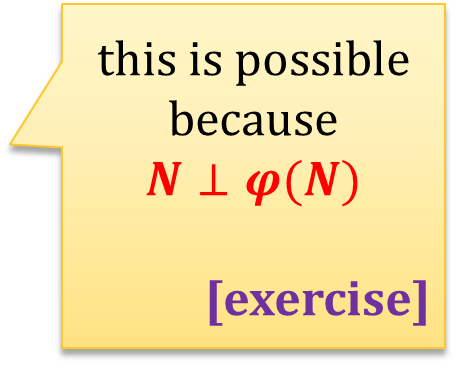 this is possible
because
N ⊥ φ(N)
[exercise]